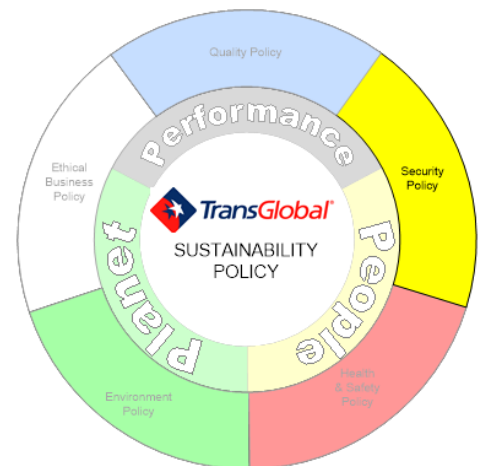 Quality Policy
Performance
Ethical
Business
Policy
Security
Policy
TransGlobal®
SUSTAINABILITY
POLICY
Planet
People
Health
& Safety
Policy
Environment
Policy